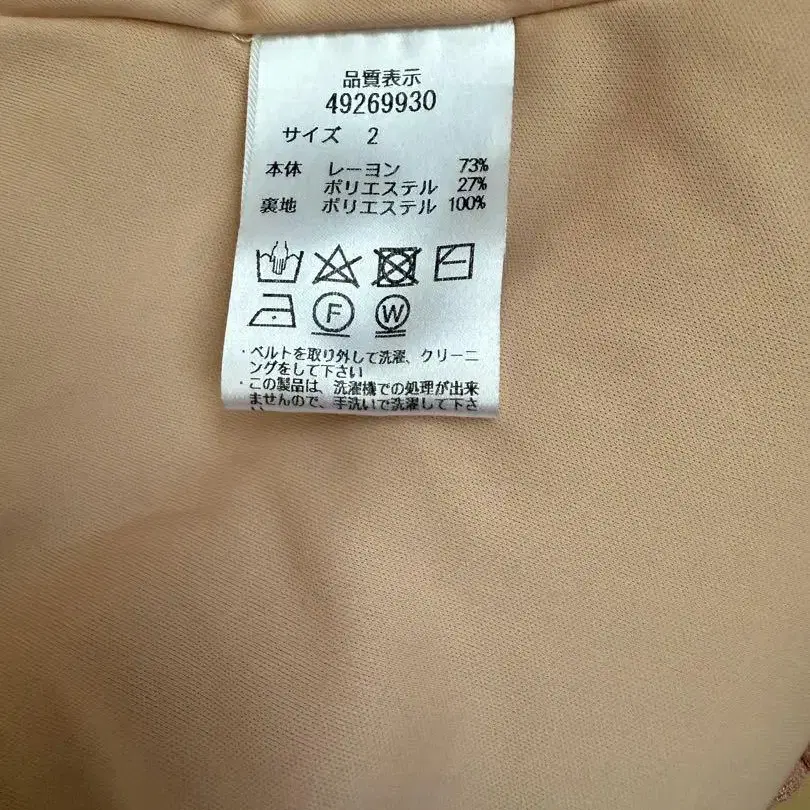 品質表示
49269930
サイズ 2
本体 レーヨン 73%
ポリエステル 27%
裏地 ポリエステル 100%
F W
・ベルトを取り外して洗濯、クリーニ
ングをして下さい
・この製品は、洗濯機での処理が出来
ませんので、手洗いで洗濯して下さ
い